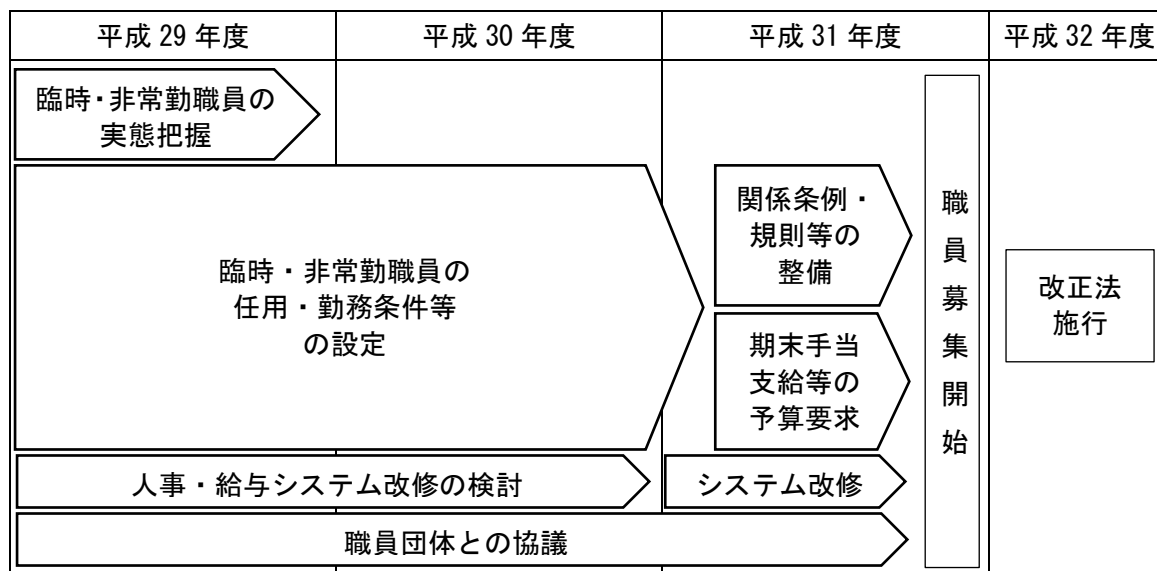 平成 29 年度
平成 30 年度
平成 31 年度
平成 32 年度
臨時・非常勤職員の
実態把握
臨時・非常勤職員の
任用・勤務条件等
の設定
関係条例・
規則等の
整備
期末手当
支給等の
予算要求
職員募集開始
改正法
施行
人事・給与システム改修の検討
システム改修
職員団体との協議